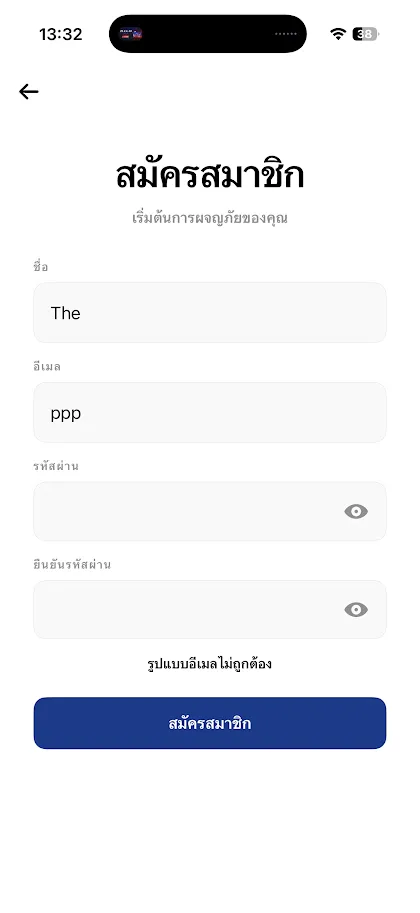 13:32
38
สมัครสมาชิก
เริ่มต้นการผจญภัยของคุณ
ชื่อ
The
อีเมล
ppp
รหัสผ่าน
ยืนยันรหัสผ่าน
รูปแบบอีเมลไม่ถูกต้อง
สมัครสมาชิก